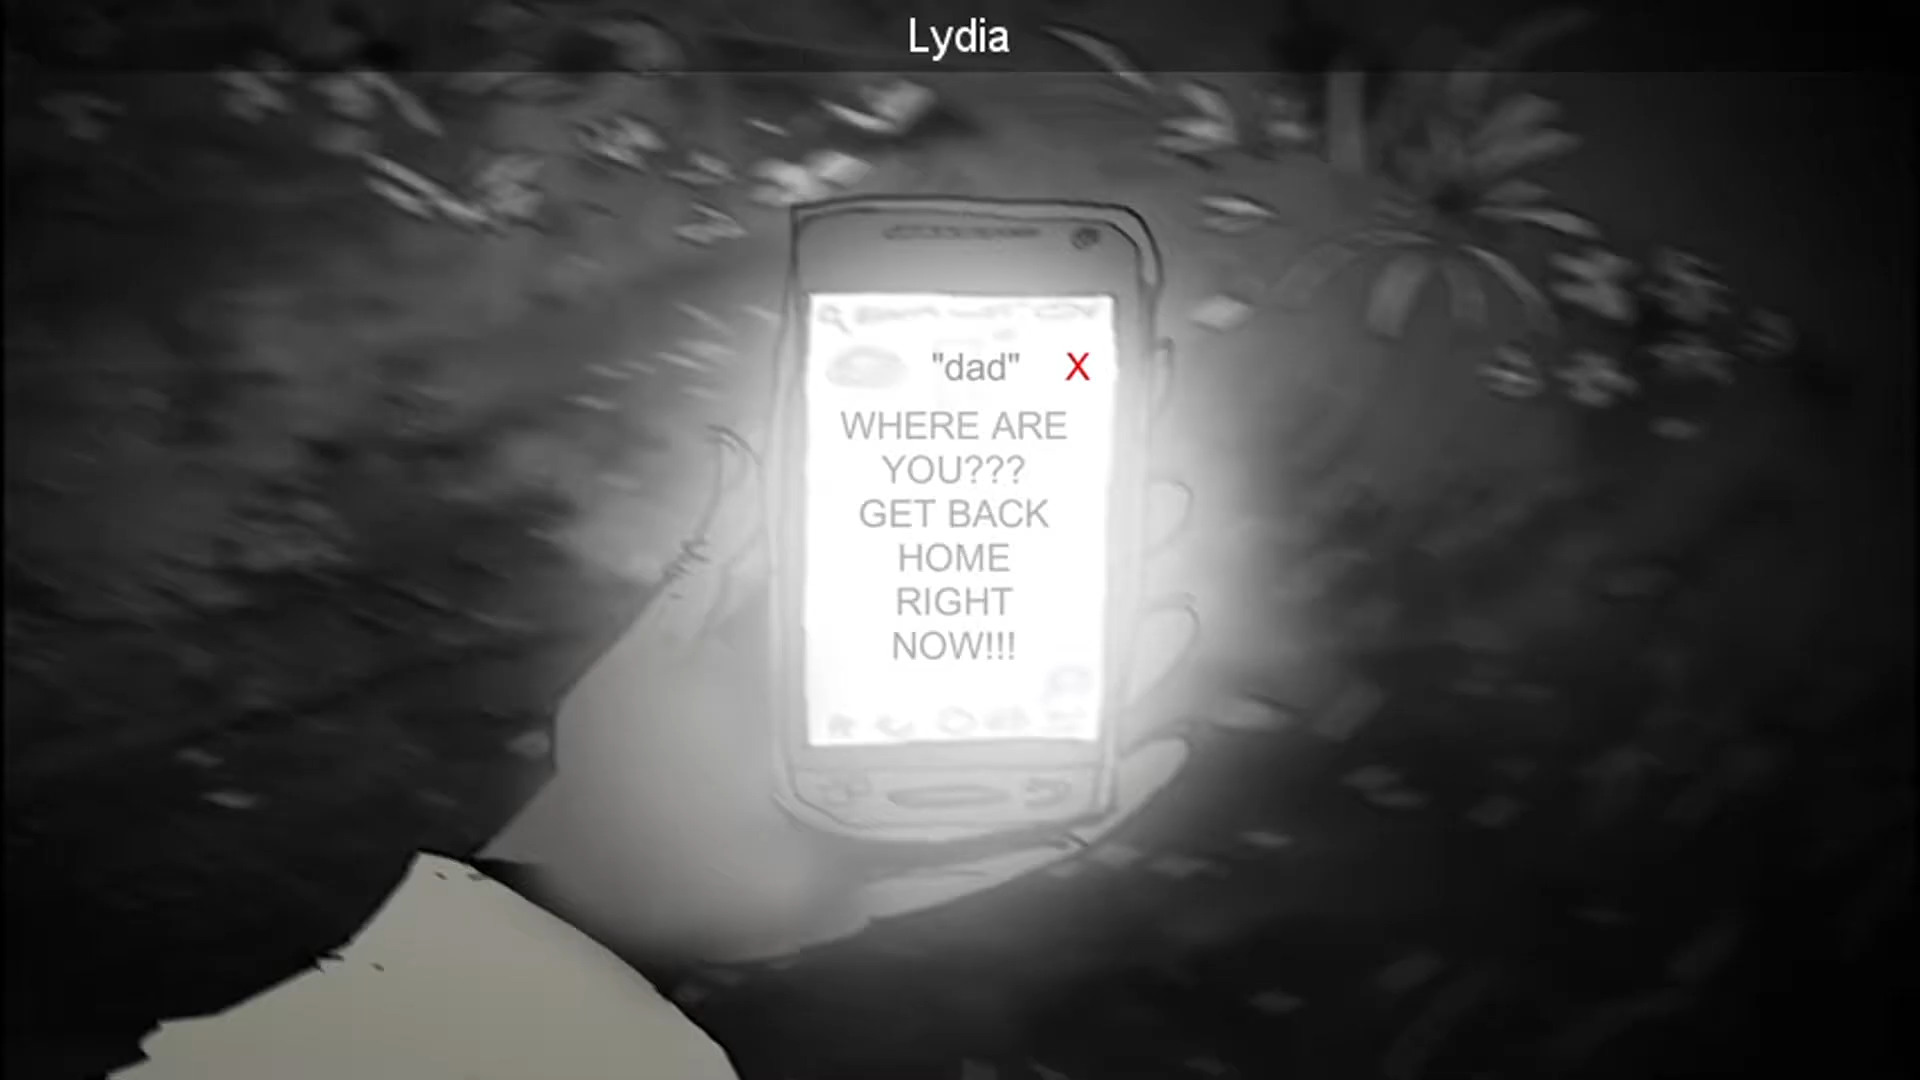 Lydia
"dad" X
WHERE ARE
YOU???
GET BACK
HOME
RIGHT
NOW!!!